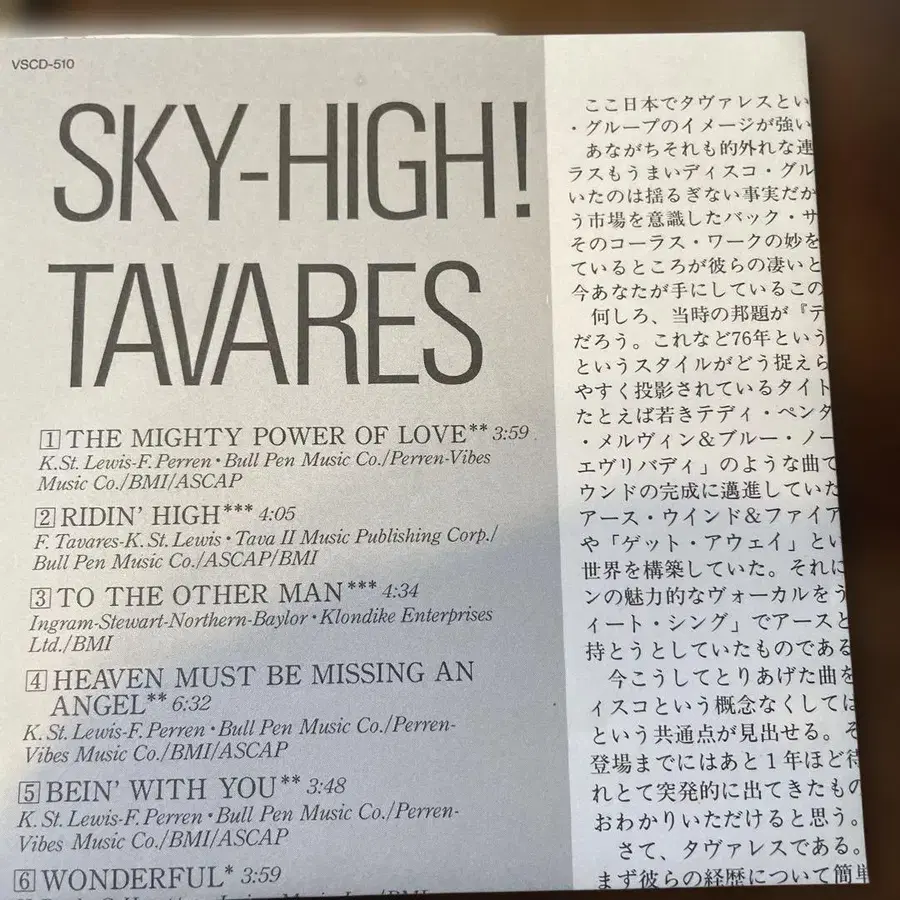 VSCD-510
SKY-HIGH!
TAVARES
1 THE MIGHTY POWER OF LOVE** 3:59
K.St. Lewis-F. Perren・Bull Pen Music Co./Perren-Vibes
Music Co./BMI/ASCAP
2 RIDIN' HIGH*** 4:05
F. Tavares-K. St. Lewis・Tava II Music Publishing Corp./
Bull Pen Music Co./ASCAP/BMI
3 TO THE OTHER MAN*** 4:34
Ingram-Stewart-Northern-Baylor・Klondike Enterprises
Ltd./BMI
4 HEAVEN MUST BE MISSING AN
ANGEL** 6:32
K. St. Lewis-F. Perren・Bull Pen Music Co./Perren-
Vibes Music Co./BMI/ASCAP
5 BEIN' WITH YOU** 3:48
K. St. Lewis-F. Perren・Bull Pen Music Co./Perren-
Vibes Music Co./BMI/ASCAP
6 WONDERFUL* 3:59
ここ日本でタヴァレスとい
・グループのイメージが強い
あながちそれも的外れな連
ラスもうまいディスコ・グル
いたのは揺るぎない事実だか
う市場を意識したバック・サ
そのコーラス・ワークの妙を
ているところが彼らの凄いと
今あなたが手にしているこの
何しろ、当時の邦題が『デ
だろう。これなど76年という
というスタイルがどう捉えら
やすく投影されているタイト
たとえば若きテディ・ペンダ
・メルヴィン&ブルー・ノー
エヴリバディ」のような曲で
ウンドの完成に邁進していた
アース・ウインド&ファイア
や「ゲット・アウェイ」とい
世界を構築していた。それに
ンの魅力的なヴォーカルをう
ィート・シング」でアースと
持とうとしていたものである
今こうしてとりあげた曲を
ィスコという概念なくしては
という共通点が見出せる。そ
登場までにはあと1年ほど待
れとて突発的に出てきたもの
おわかりいただけると思う。
さて、タヴァレスである。
まず彼らの経歴について簡単